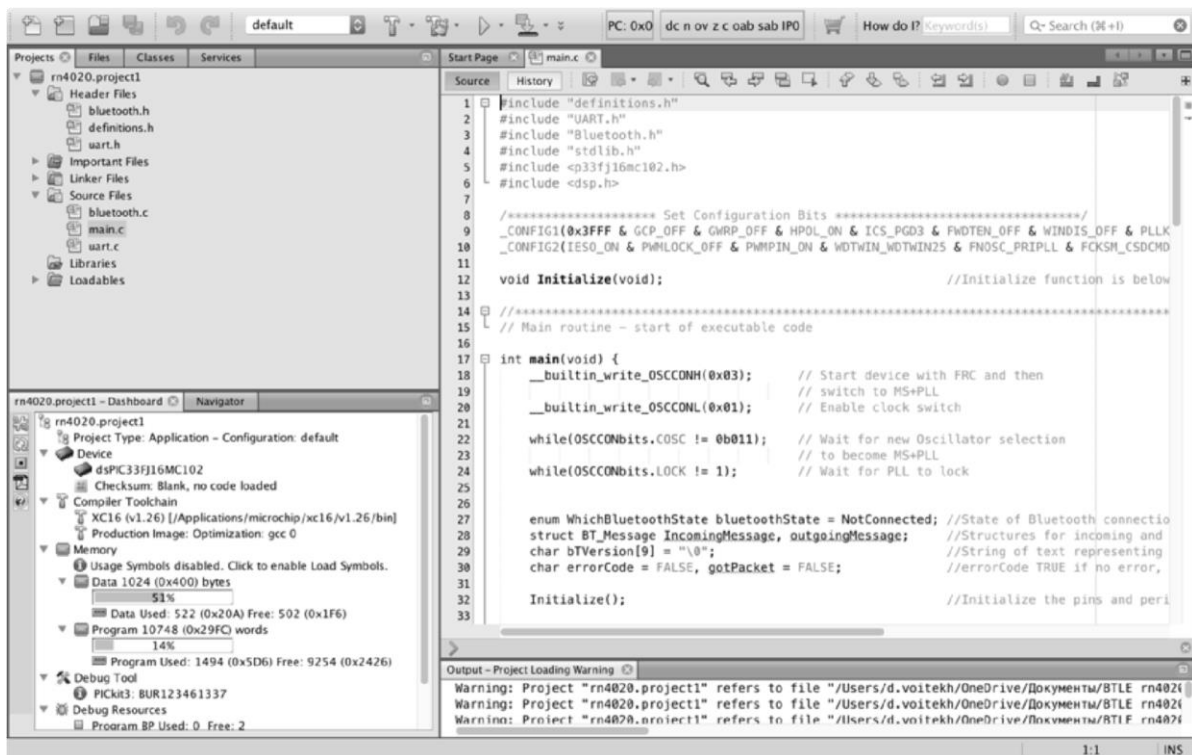 default
PC: 0x0
dc n ov z c oab sab IP0
How do I?
Keyword(s)
Search (⌘+I)
Projects
Files
Classes
Services
rn4020.project1
Header Files
bluetooth.h
definitions.h
uart.h
Important Files
Linker Files
Source Files
bluetooth.c
main.c
uart.c
Libraries
Loadables
rn4020.project1 – Dashboard
Navigator
rn4020.project1
Project Type: Application – Configuration: default
Device
dsPIC33FJ16MC102
Checksum: Blank, no code loaded
Compiler Toolchain
XC16 (v1.26) [/Applications/microchip/xc16/v1.26/bin]
Production Image: Optimization: gcc 0
Memory
Usage Symbols disabled. Click to enable Load Symbols.
Data 1024 (0x400) bytes
51%
Data Used: 522 (0x20A) Free: 502 (0x1F6)
Program 10748 (0x29FC) words
14%
Program Used: 1494 (0x5D6) Free: 9254 (0x2426)
Debug Tool
PICkit3: BUR123461337
Debug Resources
Program BP Used: 0 Free: 2
Start Page
main.c
Source
History
1 #include "definitions.h"
2 #include "UART.h"
3 #include "Bluetooth.h"
4 #include "stdlib.h"
5 #include <p33fj16mc102.h>
6 #include <dsp.h>
7
8 /******************** Set Configuration Bits *****************************/
9 _CONFIG1(0x3FFF & GCP_OFF & GWRP_OFF & HPOL_ON & ICS_PGD3 & FWDTEN_OFF & WINDIS_OFF & PLLK
10 _CONFIG2(IESO_ON & PWMLOCK_OFF & PWMPIN_ON & WDTWIN_WDTWIN25 & FNOSC_PRIPLL & FCKSM_CSDCMD
11
12 void Initialize(void); //Initialize function is below
13
14 //******************************************************************************
15 // Main routine – start of executable code
16
17 int main(void) {
18 __builtin_write_OSCCONH(0x03); // Start device with FRC and then
19 // switch to MS+PLL
20 __builtin_write_OSCCONL(0x01); // Enable clock switch
21
22 while(OSCCONbits.COSC != 0b011); // Wait for new Oscillator selection
23 // to become MS+PLL
24 while(OSCCONbits.LOCK != 1); // Wait for PLL to lock
25
26
27 enum WhichBluetoothState bluetoothState = NotConnected; //State of Bluetooth connectio
28 struct BT_Message IncomingMessage, outgoingMessage; //Structures for incoming and
29 char bTVersion[9] = "\0"; //String of text representing
30 char errorCode = FALSE, gotPacket = FALSE; //errorCode TRUE if no error,
31
32 Initialize(); //Initialize the pins and peri
33
Output – Project Loading Warning
Warning: Project "rn4020.project1" refers to file "/Users/d.voitekh/OneDrive/Документы/BTLE rn402
Warning: Project "rn4020.project1" refers to file "/Users/d.voitekh/OneDrive/Документы/BTLE rn402
Warning: Project "rn4020.project1" refers to file "/Users/d.voitekh/OneDrive/Документы/BTLE rn402
1:1
INS